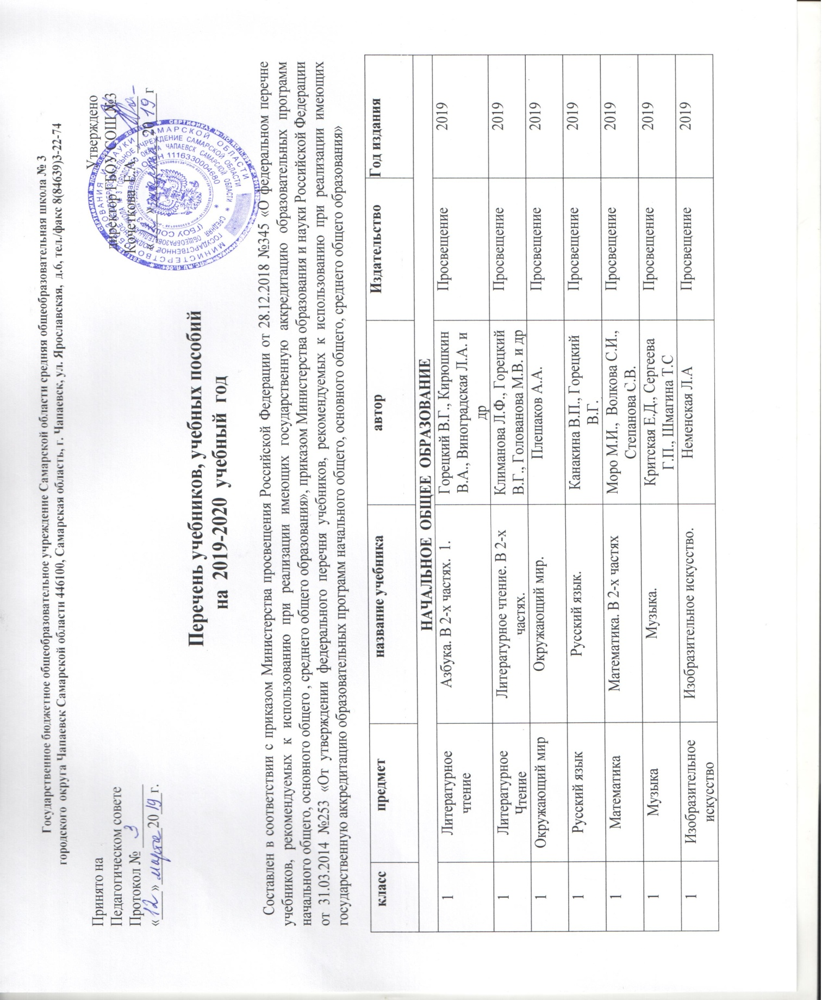 Государственное бюджетное общеобразовательное учреждение Самарской области средняя общеобразовательная школа № 3
городского округа Чапаевск Самарской области 446100, Самарская область, г. Чапаевск, ул. Ярославская, д.6, тел./факс 8(84639)3-22-74
Принято на
Педагогическом совете
Протокол № 3
«12» марта 2019 г.
Утверждено
директор ГБОУ СОШ №3
Кочеткова Е.А.
«12» марта 2019 г
Перечень учебников, учебных пособий
на 2019-2020 учебный год
Составлен в соответствии с приказом Министерства просвещения Российской Федерации от 28.12.2018 №345 «О федеральном перечне
учебников, рекомендуемых к использованию при реализации имеющих государственную аккредитацию образовательных программ
начального общего, основного общего , среднего общего образования», приказом Министерства образования и науки Российской Федерации
от 31.03.2014 №253 «От утверждении федерального перечня учебников, рекомендуемых к использованию при реализации имеющих
государственную аккредитацию образовательных программ начального общего, основного общего, среднего общего образования»
класс предмет название учебника автор Издательство Год издания
НАЧАЛЬНОЕ ОБЩЕЕ ОБРАЗОВАНИЕ
1 Литературное Азбука. В 2-х частях. 1. Горецкий В.Г., Кирюшкин Просвещение 2019
чтение В.А., Виноградская Л.А. и
др
1 Литературное Литературное чтение. В 2-х Климанова Л.Ф., Горецкий Просвещение 2019
Чтение частях. В.Г., Голованова М.В. и др
1 Окружающий мир Окружающий мир. Плешаков А.А. Просвещение 2019
1 Русский язык Русский язык. Канакина В.П., Горецкий Просвещение 2019
В.Г.
1 Математика Математика. В 2-х частях Моро М.И., Волкова С.И., Просвещение 2019
Степанова С.В.
1 Музыка Музыка. Критская Е.Д., Сергеева Просвещение 2019
Г.П., Шмагина Т.С
1 Изобразительное Изобразительное искусство. Неменская Л.А Просвещение 2019
искусство